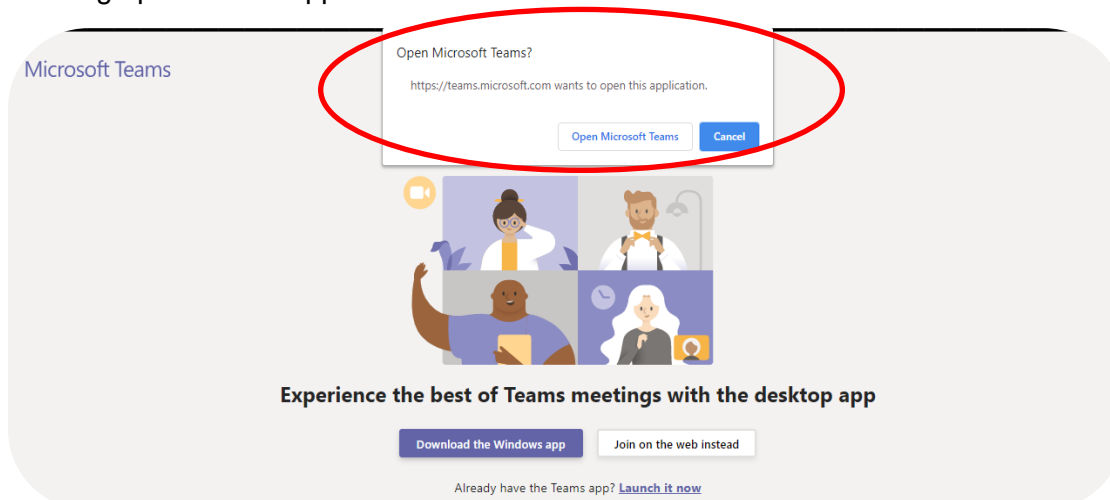 Open Microsoft Teams?
Microsoft Teams
https://teams.microsoft.com wants to open this application.
Open Microsoft Teams Cancel
Experience the best of Teams meetings with the desktop app
Download the Windows app Join on the web instead
Already have the Teams app? Launch it now